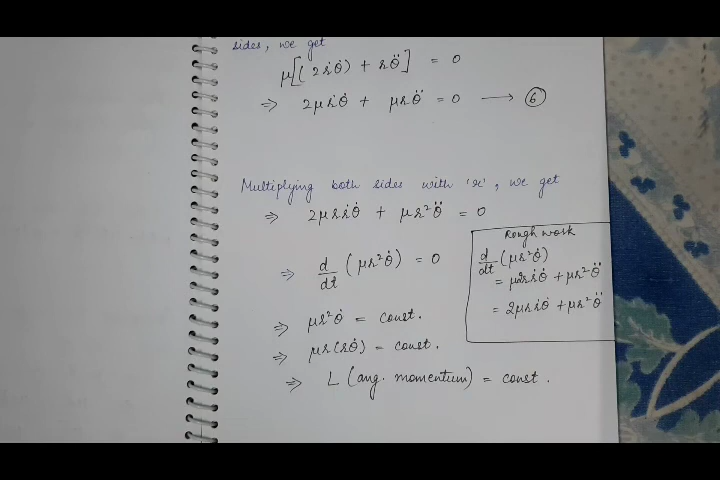 sides, we get
μ[(2ṙθ̇) + rθ̈] = 0
⇒ 2μṙθ̇ + μrθ̈ = 0 ⟶ ⑥
Multiplying both sides with 'r', we get
⇒ 2μrṙθ̇ + μr²θ̈ = 0
⇒ d/dt (μr²θ̇) = 0
⇒ μr²θ̇ = const.
⇒ μr(rθ̇) = const.
⇒ L (ang. momentum) = const.
Rough work
d/dt (μr²θ̇)
= μ2rṙθ̇ + μr²θ̈
= 2μrṙθ̇ + μr²θ̈